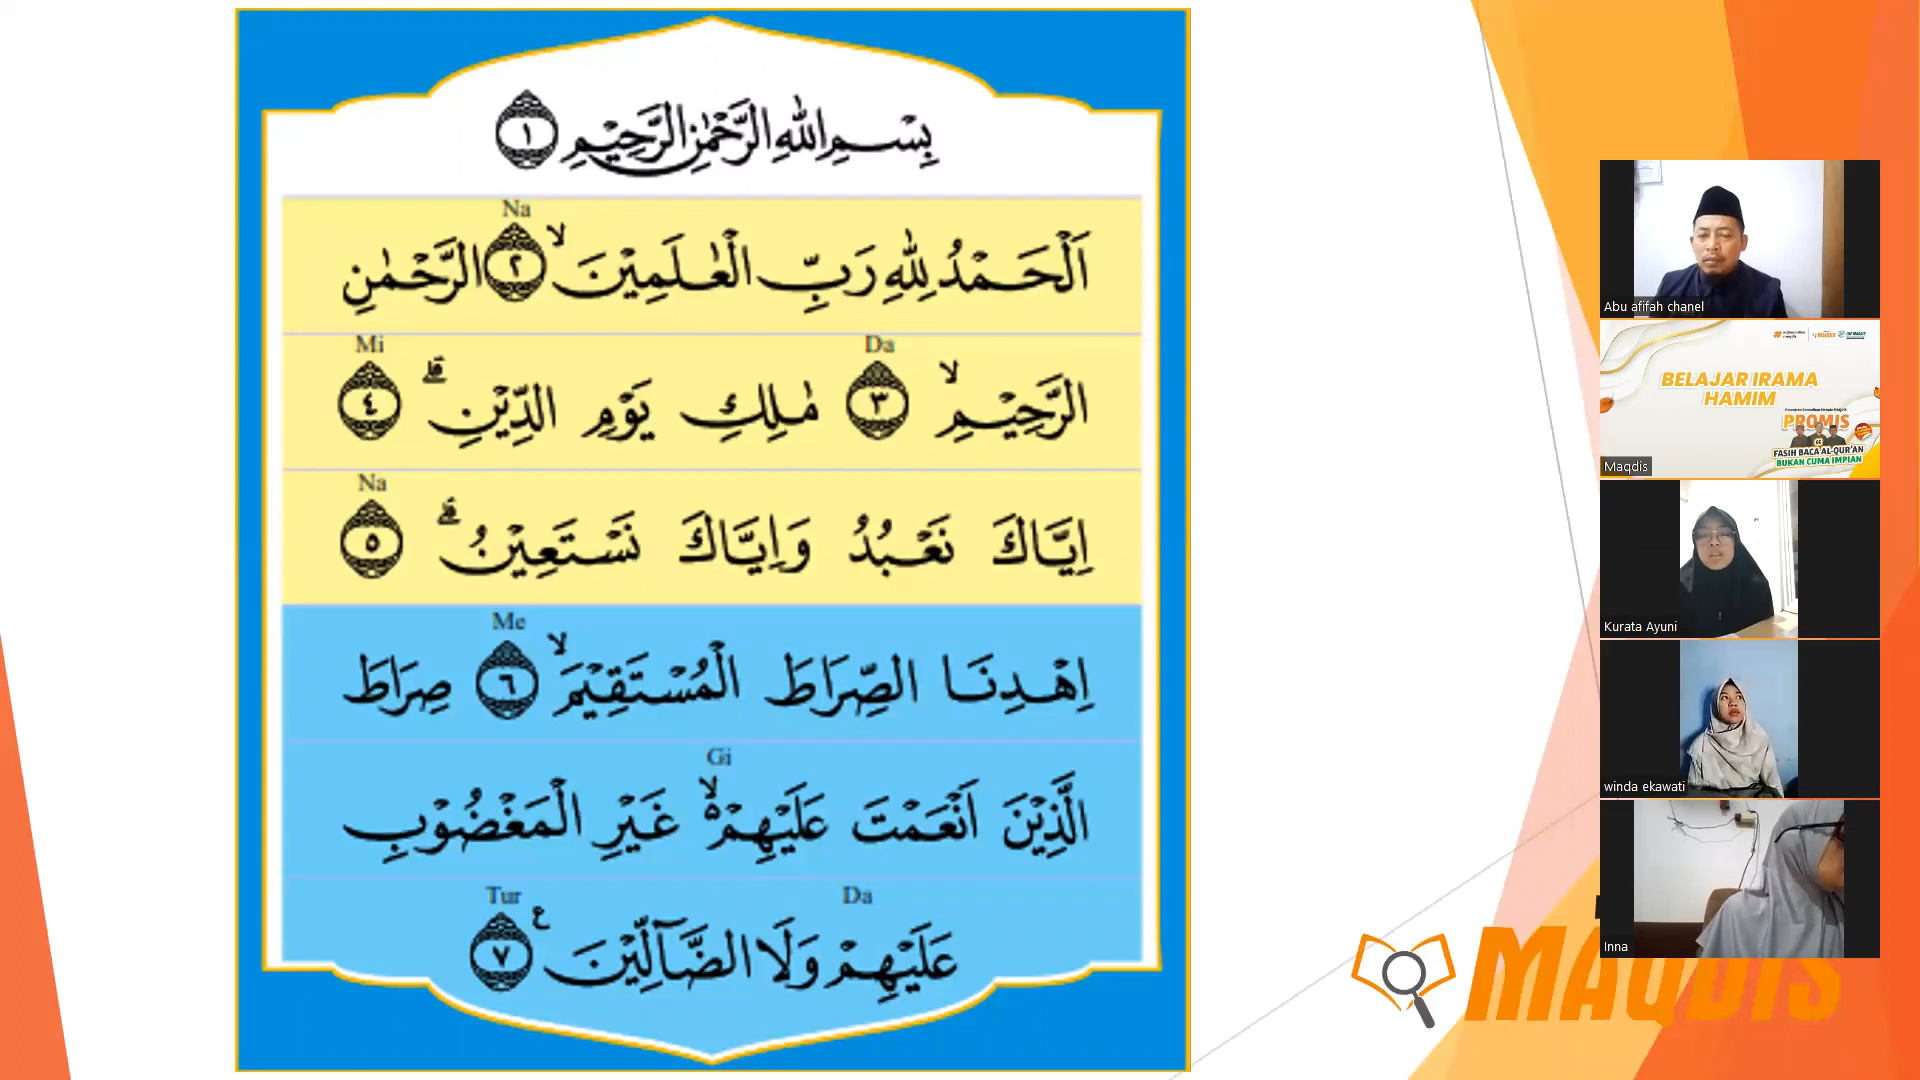 بِسْمِ اللّٰهِ الرَّحْمٰنِ الرَّحِيْمِ ١
Na
اَلْحَمْدُ لِلّٰهِ رَبِّ الْعٰلَمِيْنَۙ ٢ الرَّحْمٰنِ
Da Mi
الرَّحِيْمِۙ ٣ مٰلِكِ يَوْمِ الدِّيْنِۗ ٤
Na
اِيَّاكَ نَعْبُدُ وَاِيَّاكَ نَسْتَعِيْنُۗ ٥
Me
اِهْدِنَا الصِّرَاطَ الْمُسْتَقِيْمَۙ ٦ صِرَاطَ
Gi
الَّذِيْنَ اَنْعَمْتَ عَلَيْهِمْۙ ەۙ غَيْرِ الْمَغْضُوْبِ
Da Tur
عَلَيْهِمْ وَلَا الضَّاۤلِّيْنَ ع ٧
Abu afifah chanel
MAQDIS
BELAJAR IRAMA
HAMIM
PROMIS
FASIH BACA AL-QUR'AN
BUKAN CUMA IMPIAN
Maqdis
Kurata Ayuni
winda ekawati
Inna
MAQDIS